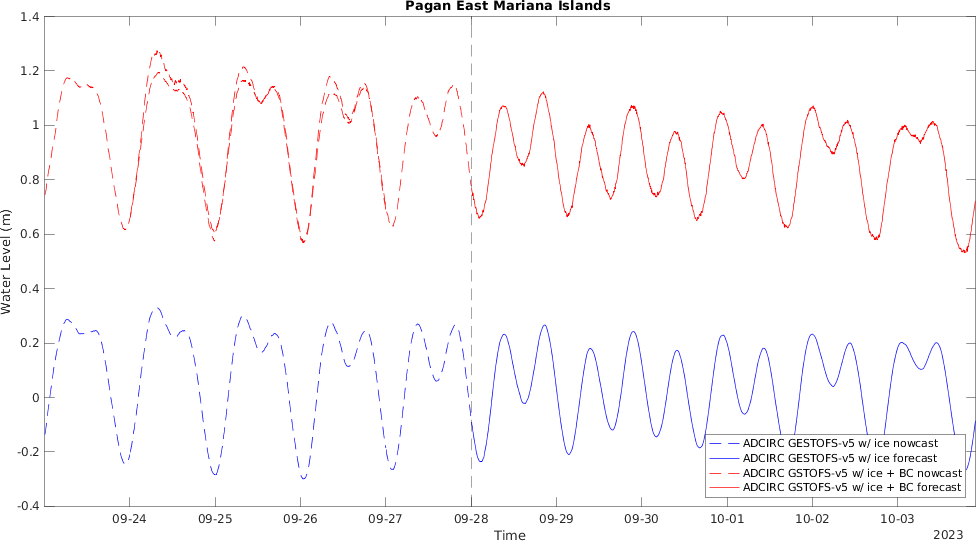 Pagan East Mariana Islands
1.4
1.2
1
0.8
0.6
0.4
0.2
0
-0.2
-0.4
Water Level (m)
ADCIRC GESTOFS-v5 w/ ice nowcast
ADCIRC GESTOFS-v5 w/ ice forecast
ADCIRC GSTOFS-v5 w/ ice + BC nowcast
ADCIRC GSTOFS-v5 w/ ice + BC forecast
09-24 09-25 09-26 09-27 09-28 09-29 09-30 10-01 10-02 10-03
Time
2023